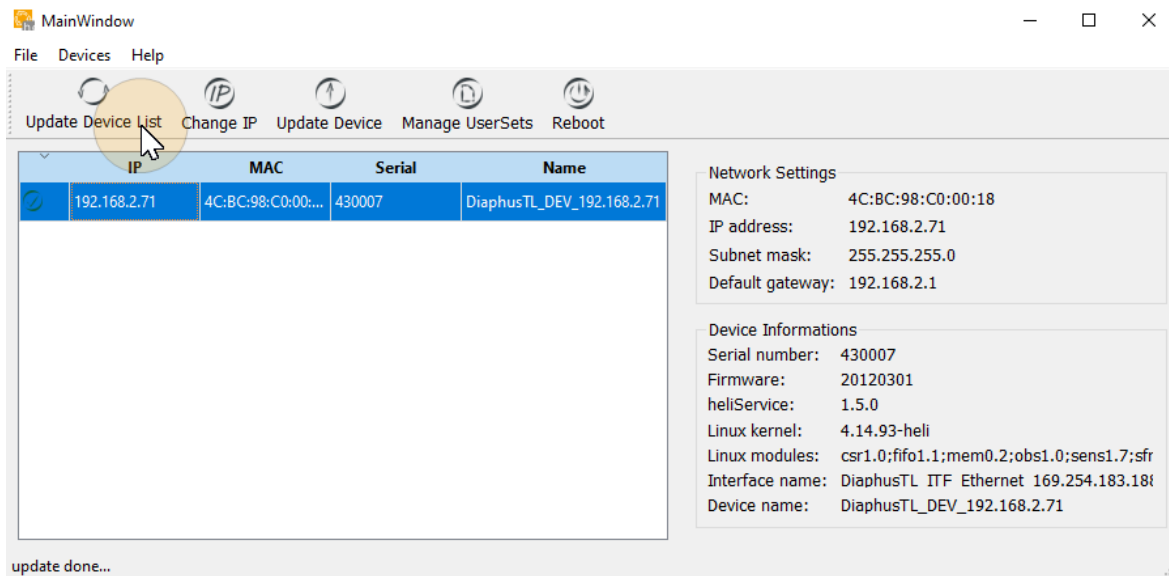 MainWindow
File Devices Help
Update Device List Change IP Update Device Manage UserSets Reboot
IP MAC Serial Name
192.168.2.71 4C:BC:98:C0:00:... 430007 DiaphusTL_DEV_192.168.2.71
Network Settings
MAC: 4C:BC:98:C0:00:18
IP address: 192.168.2.71
Subnet mask: 255.255.255.0
Default gateway: 192.168.2.1
Device Informations
Serial number: 430007
Firmware: 20120301
heliService: 1.5.0
Linux kernel: 4.14.93-heli
Linux modules: csr1.0;fifo1.1;mem0.2;obs1.0;sens1.7;sfr
Interface name: DiaphusTL_ITF_Ethernet_169.254.183.188
Device name: DiaphusTL_DEV_192.168.2.71
update done...